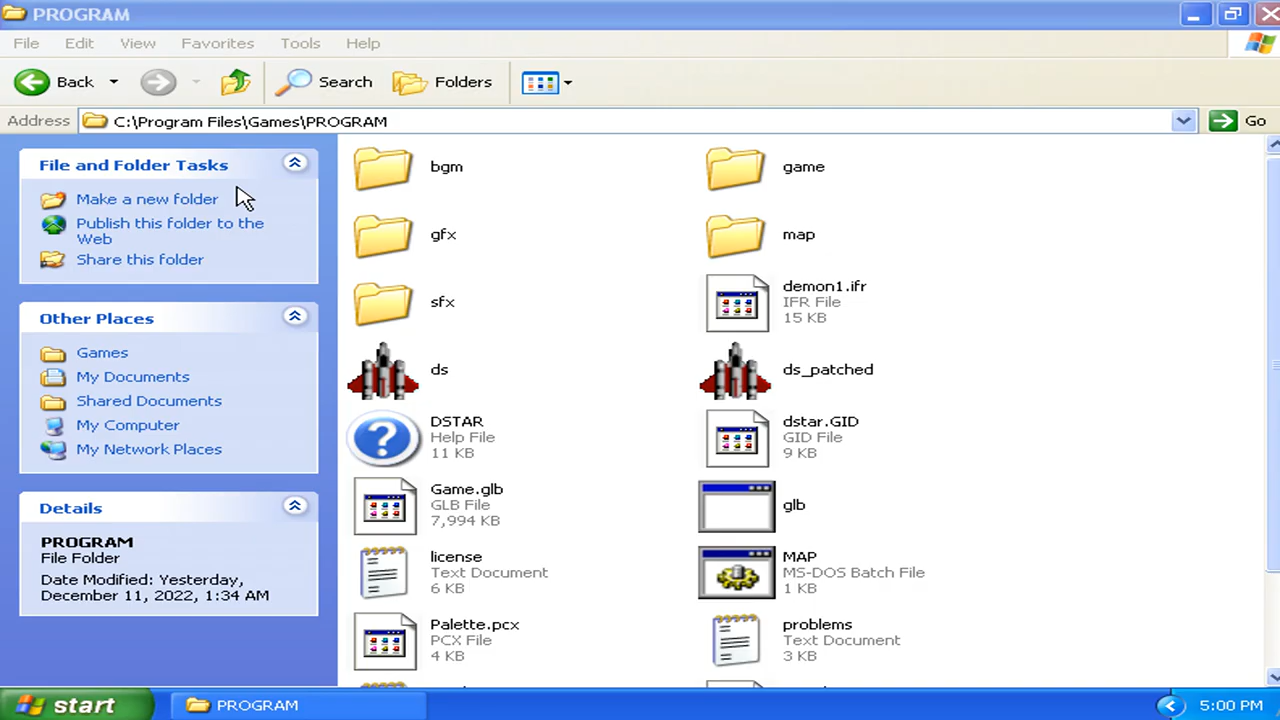 PROGRAM
File Edit View Favorites Tools Help
Back Search Folders
Address C:\Program Files\Games\PROGRAM Go
File and Folder Tasks
Make a new folder
Publish this folder to the
Web
Share this folder
Other Places
Games
My Documents
Shared Documents
My Computer
My Network Places
Details
PROGRAM
File Folder
Date Modified: Yesterday,
December 11, 2022, 1:34 AM
bgm
game
gfx
map
sfx
demon1.ifr
IFR File
15 KB
ds
ds_patched
DSTAR
Help File
11 KB
dstar.GID
GID File
9 KB
Game.glb
GLB File
7,994 KB
glb
license
Text Document
6 KB
MAP
MS-DOS Batch File
1 KB
Palette.pcx
PCX File
4 KB
problems
Text Document
3 KB
start PROGRAM 5:00 PM